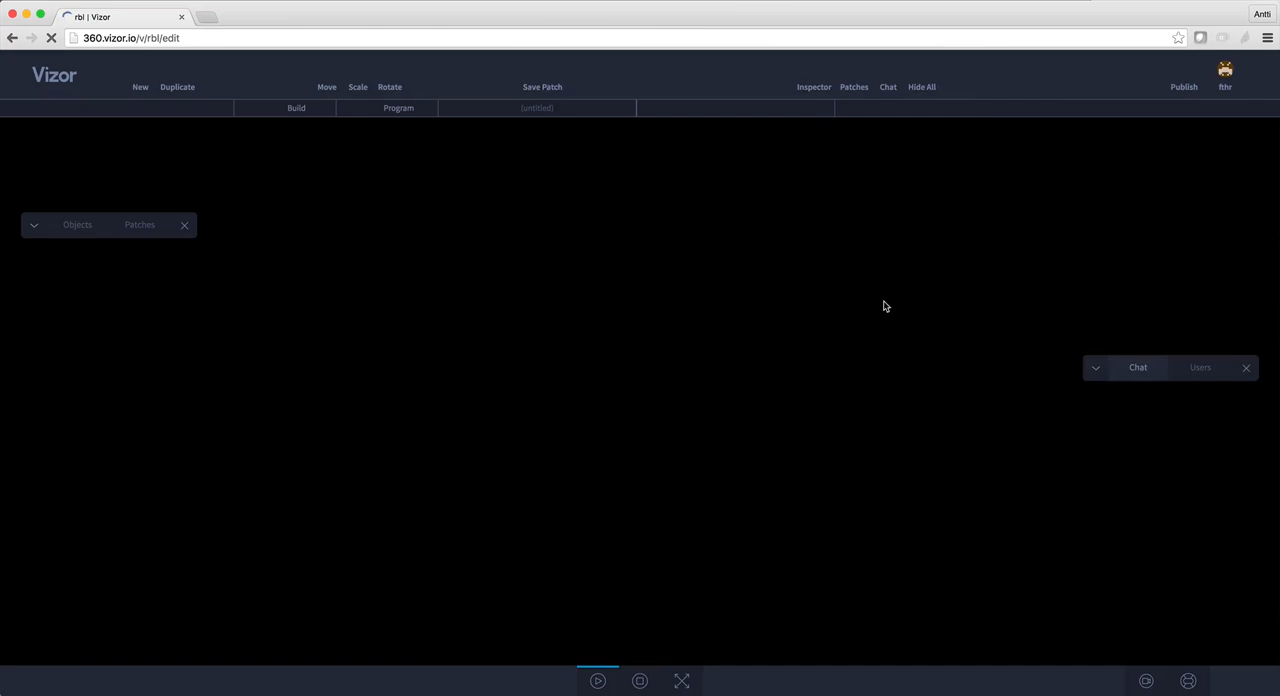 rbl | Vizor
Antti
360.vizor.io/v/rbl/edit
Vizor
New Duplicate Move Scale Rotate Save Patch Inspector Patches Chat Hide All Publish fthr
Build Program (untitled)
Objects Patches
Chat Users